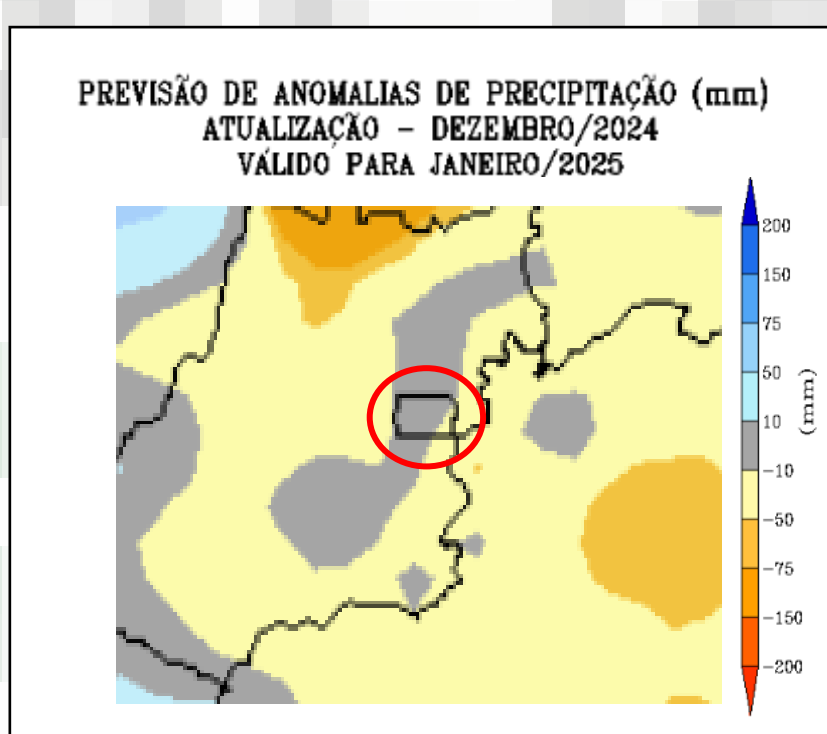 PREVISÃO DE ANOMALIAS DE PRECIPITAÇÃO (mm)
ATUALIZAÇÃO – DEZEMBRO/2024
VÁLIDO PARA JANEIRO/2025
200
150
75
50
10
-10
-50
-75
-150
-200
(mm)